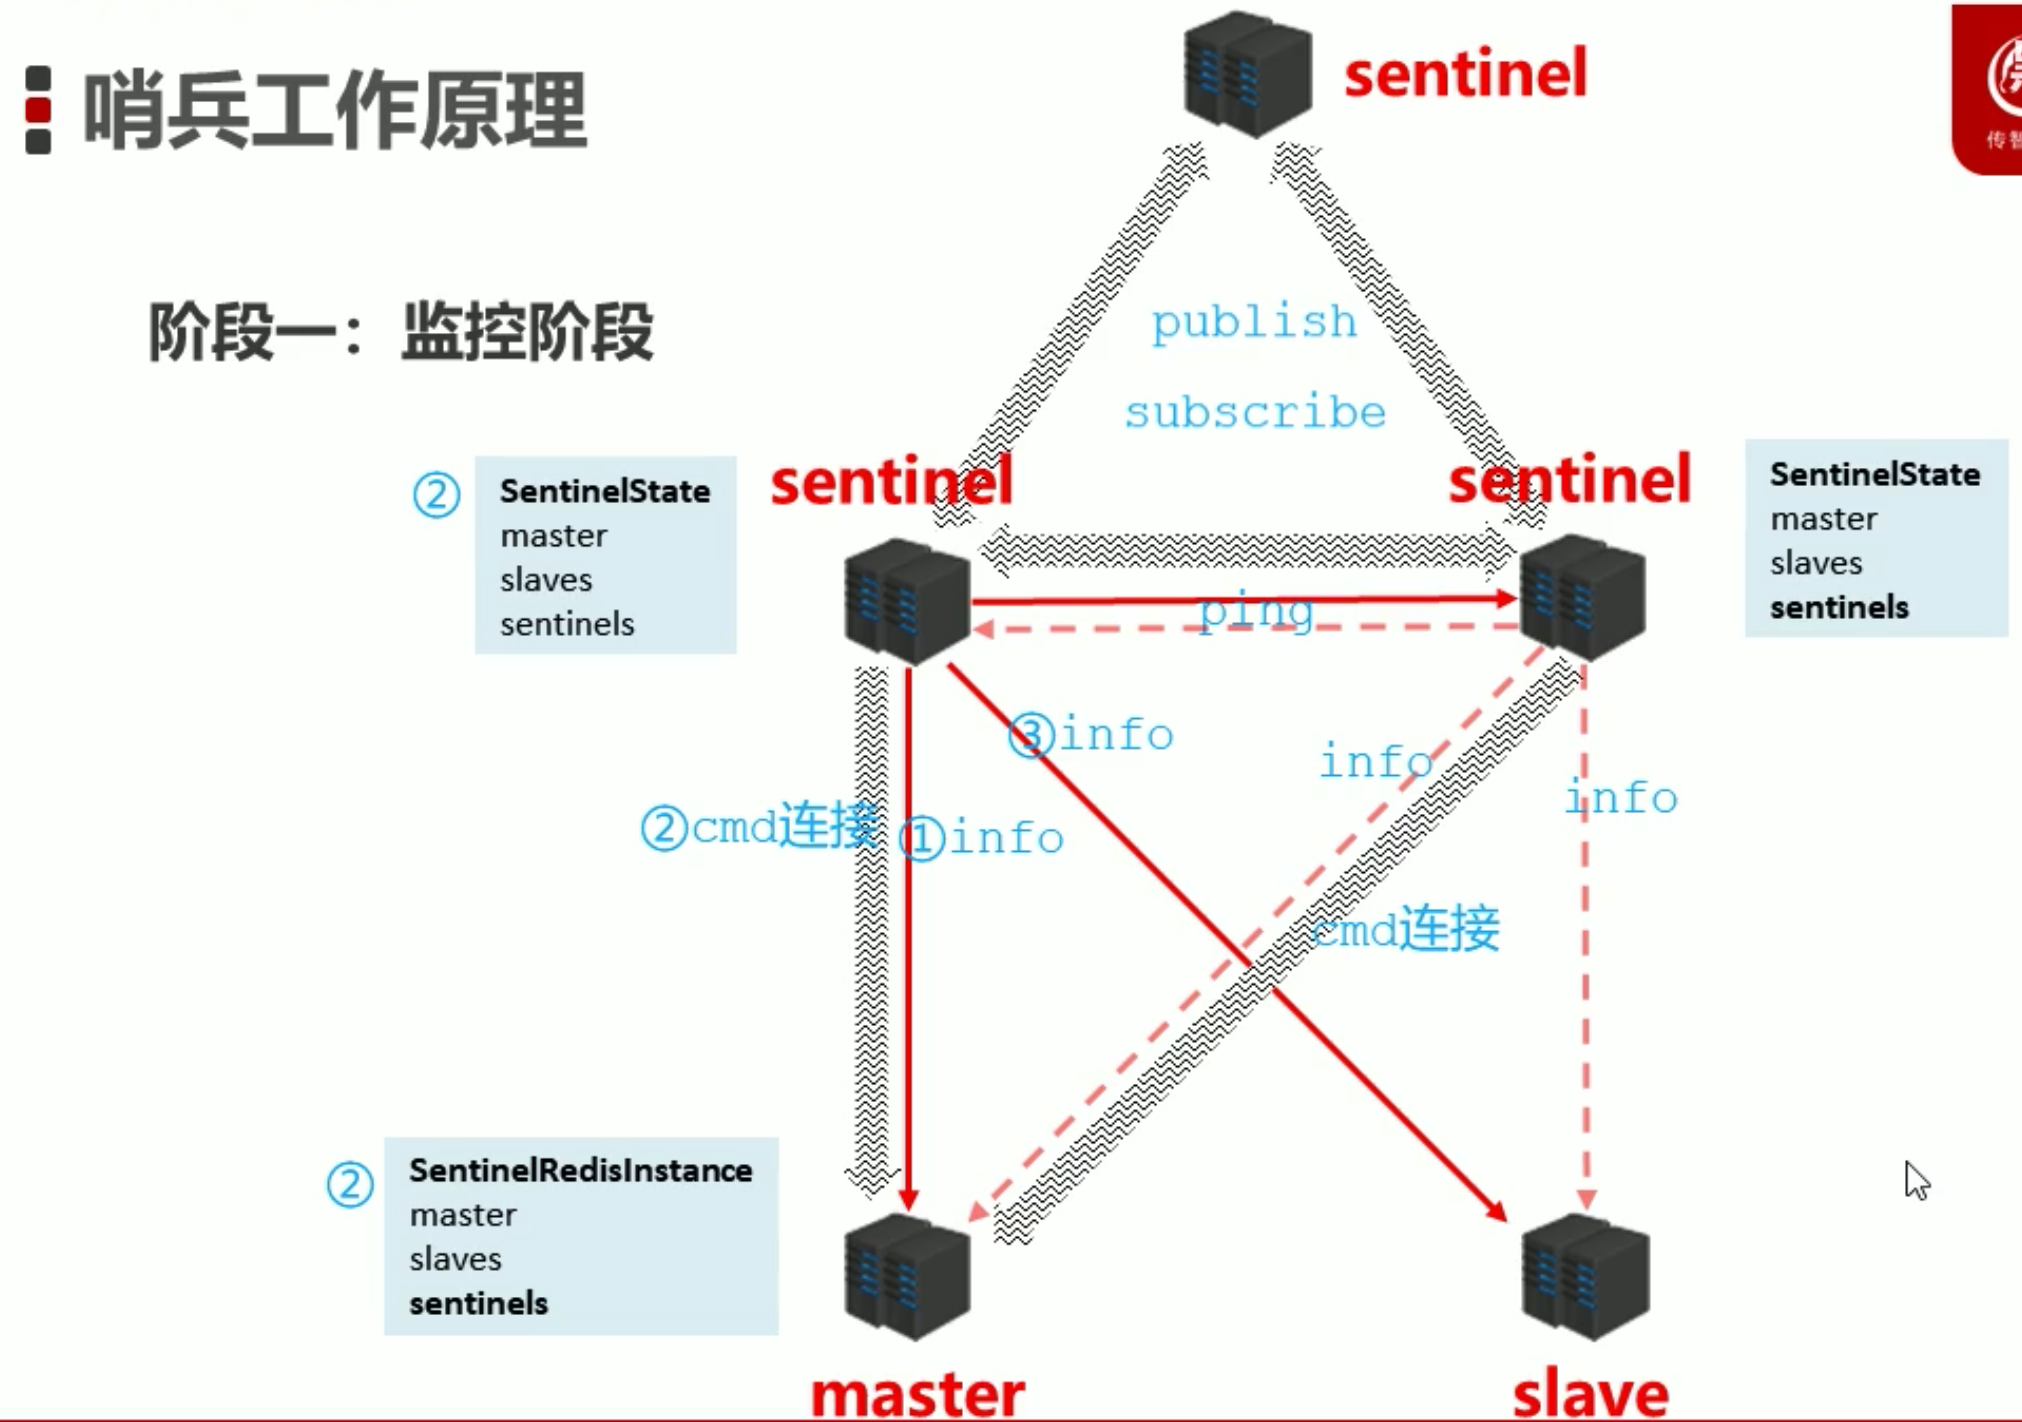 哨兵工作原理
sentinel
传智
阶段一：监控阶段
publish
subscribe
②
SentinelState
master
slaves
sentinels
sentinel
sentinel
SentinelState
master
slaves
sentinels
ping
③info
info
info
②cmd连接
①info
cmd连接
②
SentinelRedisInstance
master
slaves
sentinels
master
slave